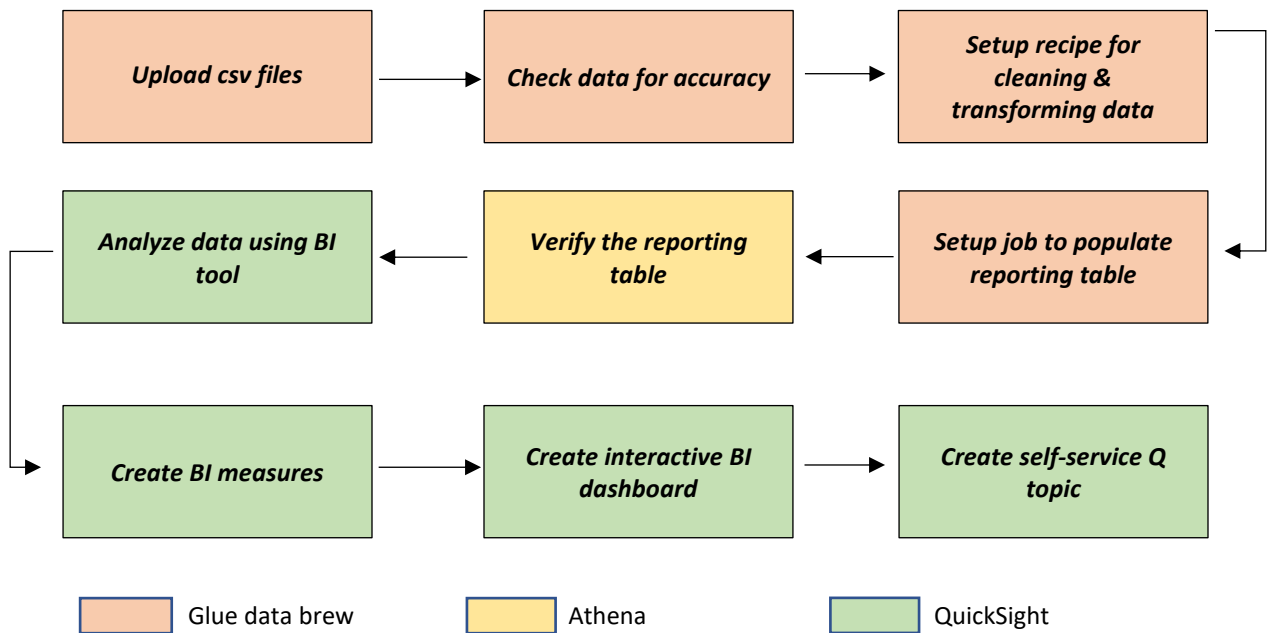 Upload csv files
Check data for accuracy
Setup recipe for
cleaning &
transforming data
Analyze data using BI
tool
Verify the reporting
table
Setup job to populate
reporting table
Create BI measures
Create interactive BI
dashboard
Create self-service Q
topic
Glue data brew
Athena
QuickSight